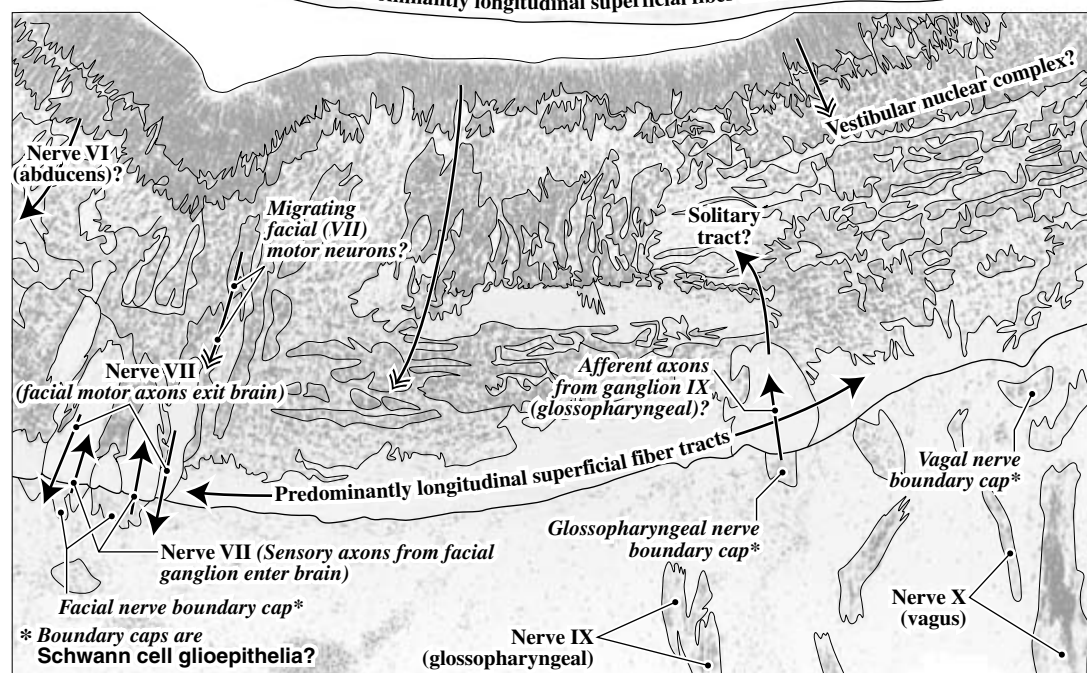 longitudinal superficial fiber
Vestibular nuclear complex?
Nerve VI
(abducens)?
Migrating
facial (VII)
motor neurons?
Solitary
tract?
Nerve VII
(facial motor axons exit brain)
Afferent axons
from ganglion IX
(glossopharyngeal)?
Predominantly longitudinal superficial fiber tracts
Vagal nerve
boundary cap*
Glossopharyngeal nerve
boundary cap*
Nerve VII (Sensory axons from facial
ganglion enter brain)
Facial nerve boundary cap*
* Boundary caps are
Schwann cell glioepithelia?
Nerve IX
(glossopharyngeal)
Nerve X
(vagus)